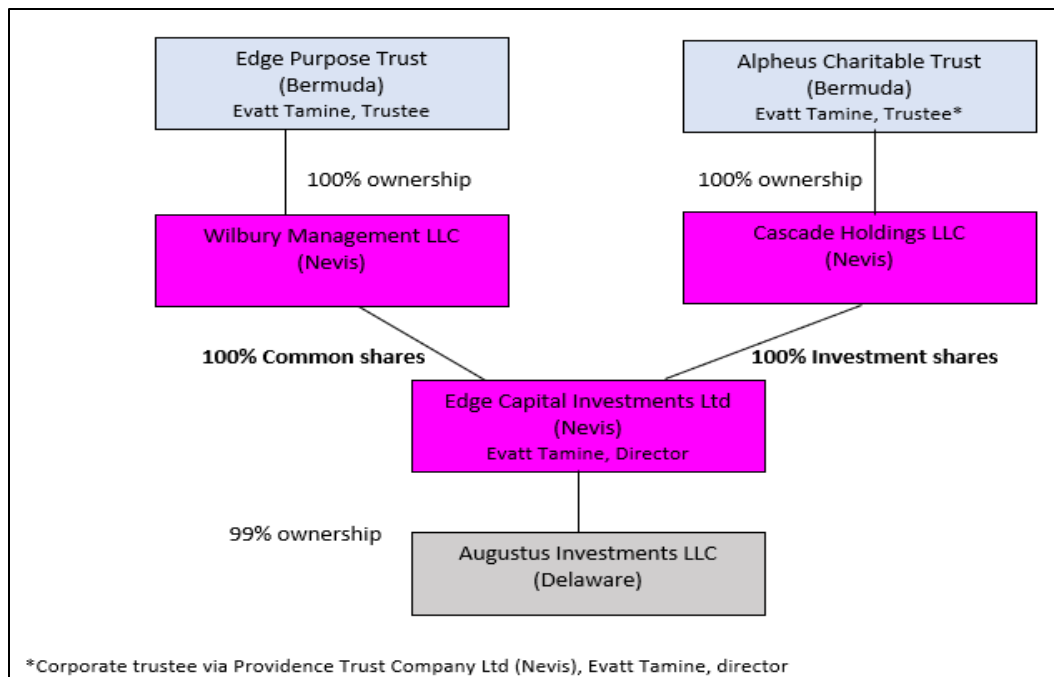 Edge Purpose Trust
(Bermuda)
Evatt Tamine, Trustee
Alpheus Charitable Trust
(Bermuda)
Evatt Tamine, Trustee*
100% ownership
100% ownership
Wilbury Management LLC
(Nevis)
Cascade Holdings LLC
(Nevis)
100% Common shares
100% Investment shares
Edge Capital Investments Ltd
(Nevis)
Evatt Tamine, Director
99% ownership
Augustus Investments LLC
(Delaware)
*Corporate trustee via Providence Trust Company Ltd (Nevis), Evatt Tamine, director